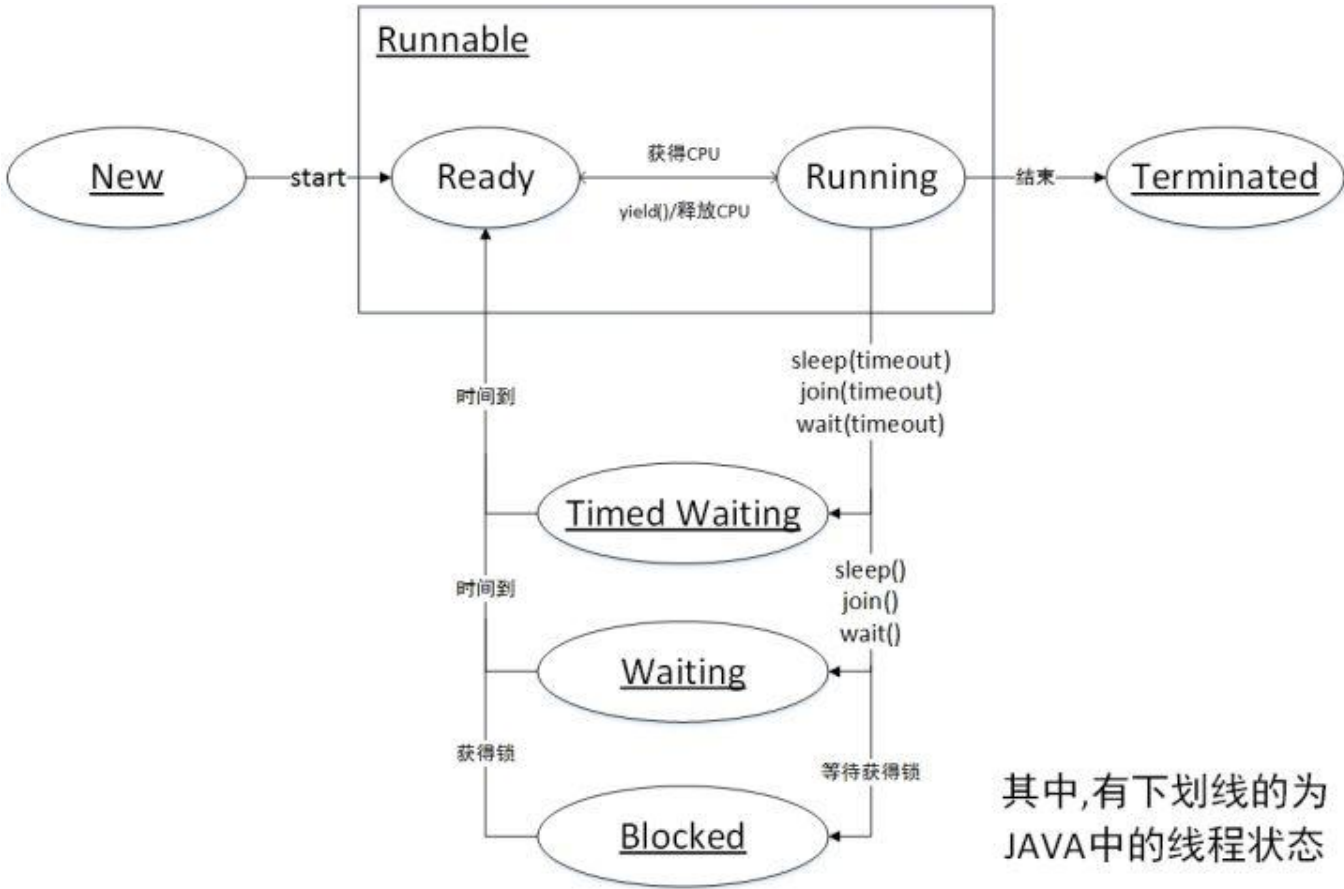 Runnable
New
start
Ready
获得CPU
yield()/释放CPU
Running
结束
Terminated
sleep(timeout)
join(timeout)
wait(timeout)
时间到
Timed Waiting
sleep()
join()
wait()
时间到
Waiting
获得锁
等待获得锁
Blocked
其中,有下划线的为
JAVA中的线程状态